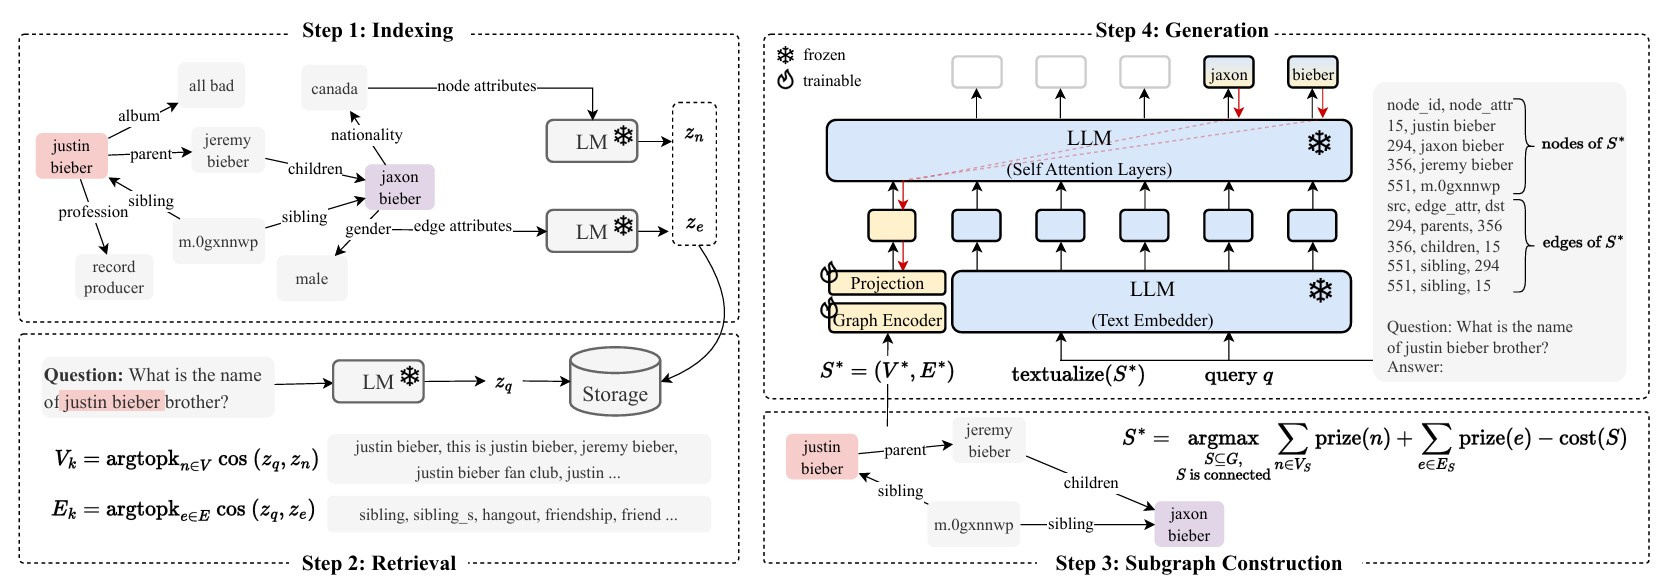 Step 1: Indexing
all bad
canada
node attributes
album
nationality
LM
z_n
justin
bieber
parent
jeremy
bieber
children
jaxon
bieber
sibling
profession
sibling
m.0gxnnwp
gender
edge attributes
LM
z_e
record
producer
male
Question: What is the name
of justin bieber brother?
LM
z_q
Storage
V_k = argtopk_{n∈V} cos (z_q, z_n)
justin bieber, this is justin bieber, jeremy bieber,
justin bieber fan club, justin ...
E_k = argtopk_{e∈E} cos (z_q, z_e)
sibling, sibling_s, hangout, friendship, friend ...
Step 2: Retrieval
Step 4: Generation
frozen
trainable
jaxon
bieber
LLM
(Self Attention Layers)
Projection
Graph Encoder
LLM
(Text Embedder)
S* = (V*, E*)
textualize(S*)
query q
node_id, node_attr
15, justin bieber
294, jaxon bieber
356, jeremy bieber
551, m.0gxnnwp
nodes of S*
src, edge_attr, dst
294, parents, 356
356, children, 15
551, sibling, 294
551, sibling, 15
edges of S*
Question: What is the name
of justin bieber brother?
Answer:
justin
bieber
parent
jeremy
bieber
sibling
children
m.0gxnnwp
sibling
jaxon
bieber
S* = argmax ∑ prize(n) + ∑ prize(e) − cost(S)
S⊆G, n∈V_S e∈E_S
S is connected
Step 3: Subgraph Construction